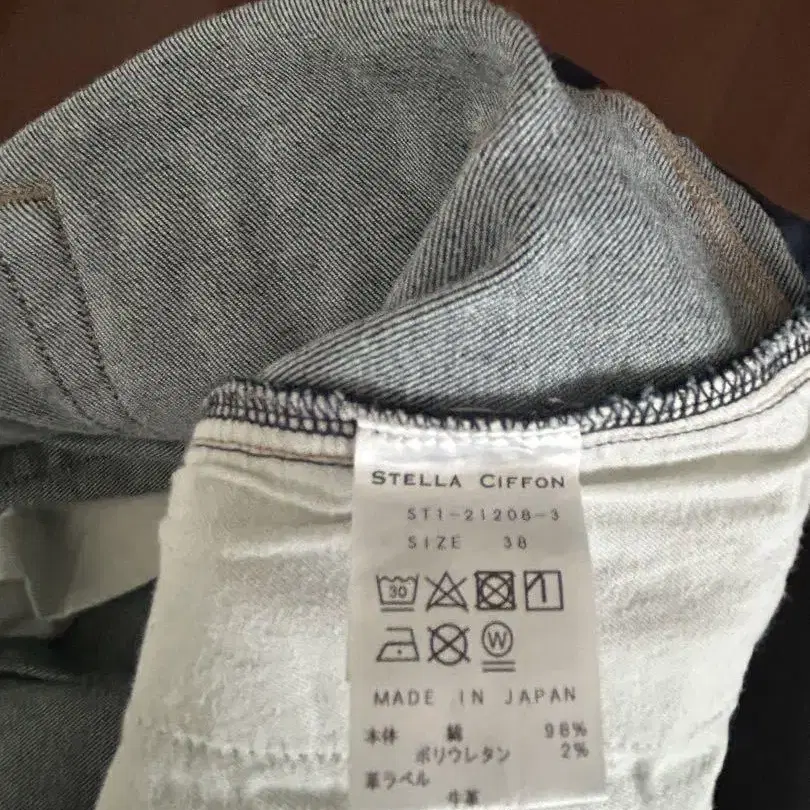 STELLA CIFFON
ST1-21208-3
SIZE 38
30
W
MADE IN JAPAN
本体 綿 98%
ポリウレタン 2%
革ラベル
牛革